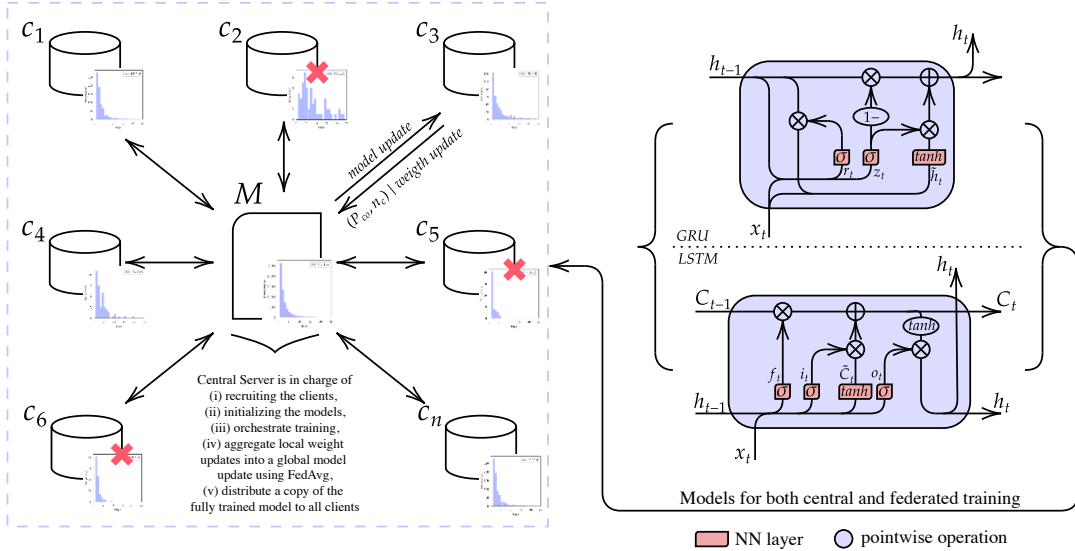 c1
c2
c3
model update
(P_c0, n_c) | weigth update
M
c4
c5
c6
cn
Central Server is in charge of
(i) recruiting the clients,
(ii) initializing the models,
(iii) orchestrate training,
(iv) aggregate local weight
updates into a global model
update using FedAvg,
(v) distribute a copy of the
fully trained model to all clients
h_t
h_{t-1}
1-
σ
σ
tanh
r_t
z_t
h̃_t
x_t
GRU
LSTM
h_t
C_{t-1}
C_t
tanh
f_t
i_t
C̃_t
o_t
σ
σ
tanh
σ
h_{t-1}
h_t
x_t
Models for both central and federated training
NN layer
pointwise operation